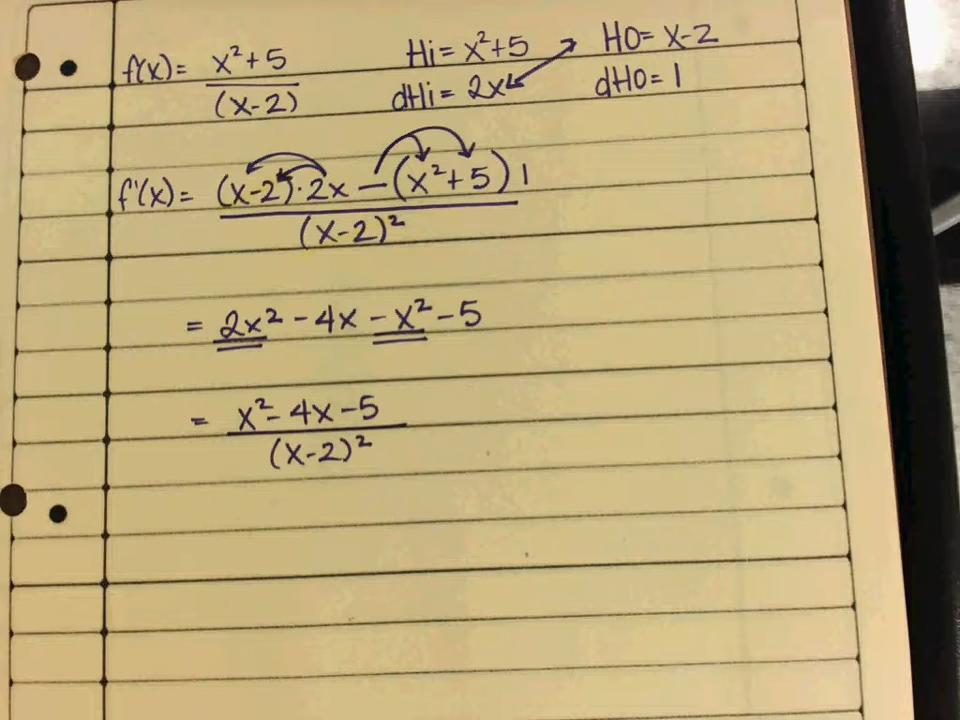 f(x) = x²+5 / (x-2) Hi = x²+5 HO = x-2
dHi = 2x dHO = 1
f'(x) = (x-2)·2x - (x²+5) 1 / (x-2)²
= 2x² - 4x - x² - 5
= x² - 4x - 5 / (x-2)²